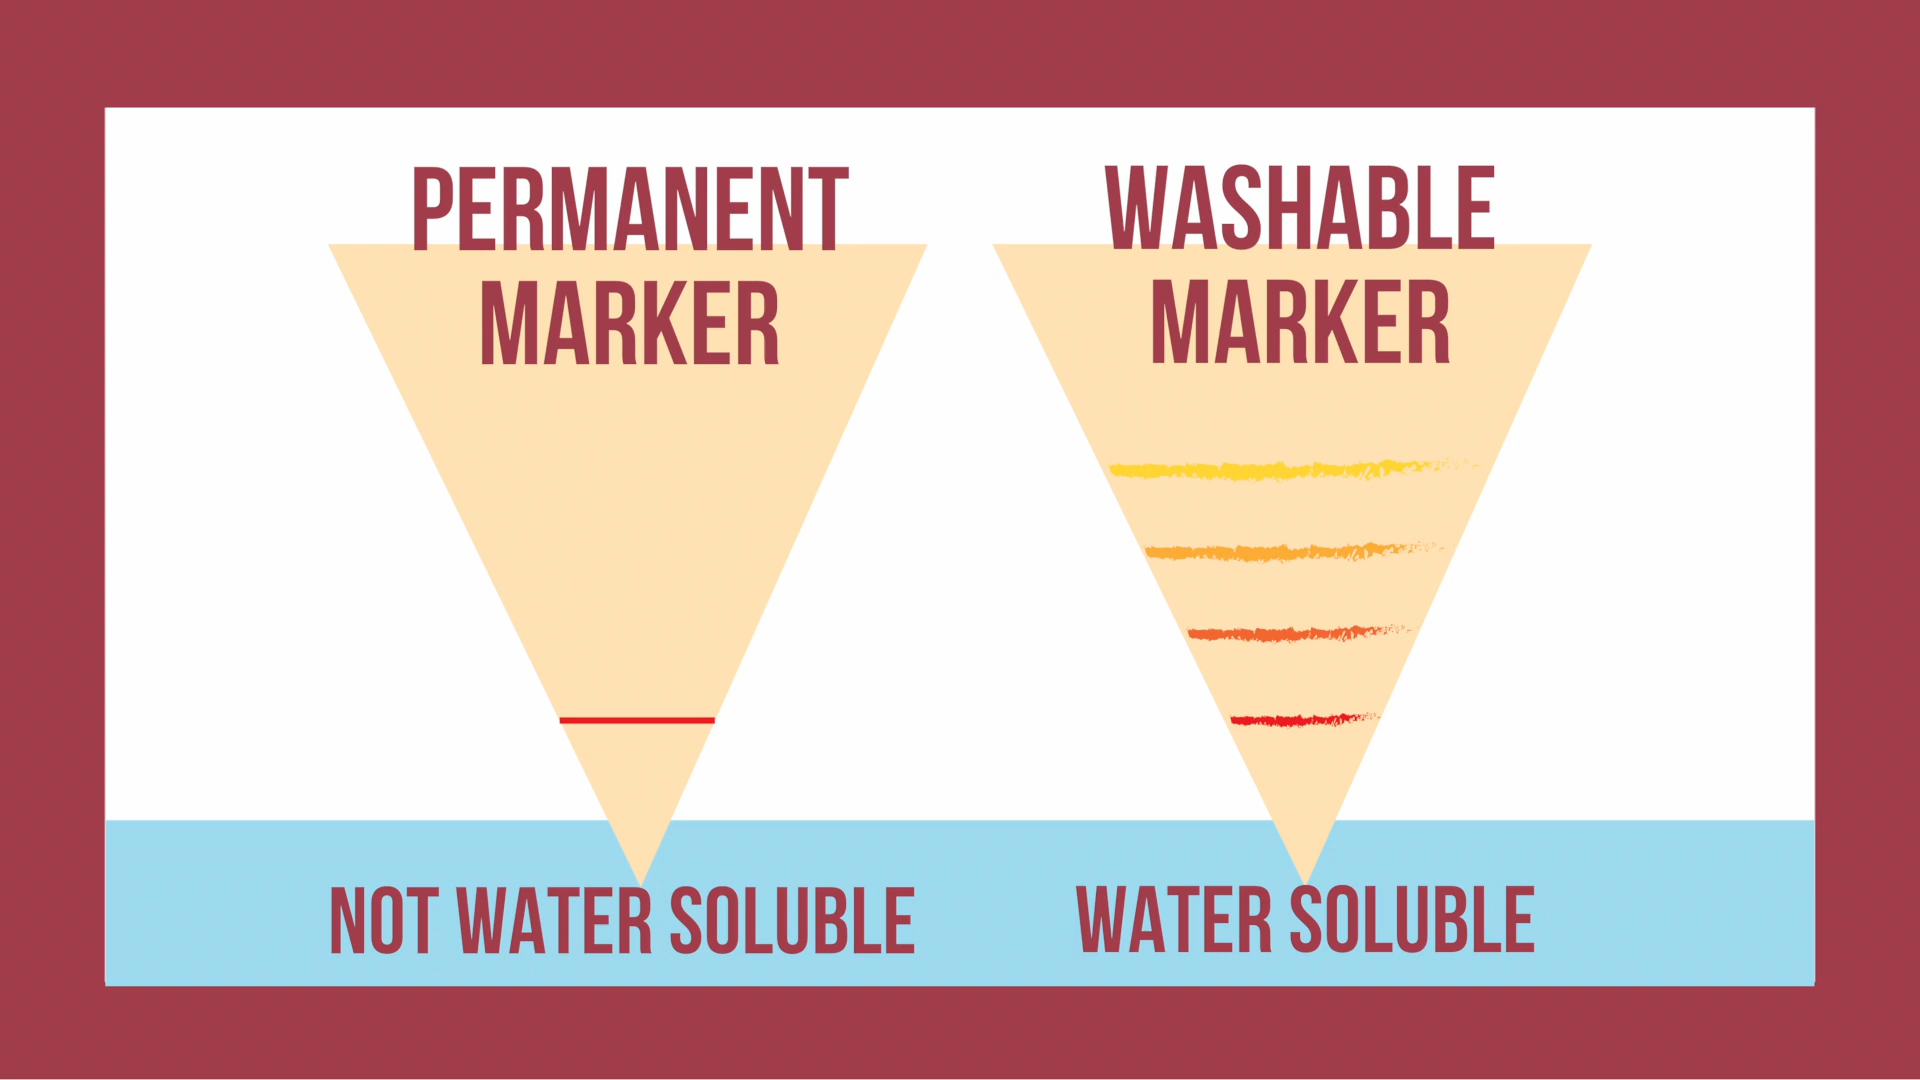 PERMANENT
MARKER
WASHABLE
MARKER
NOT WATER SOLUBLE
WATER SOLUBLE